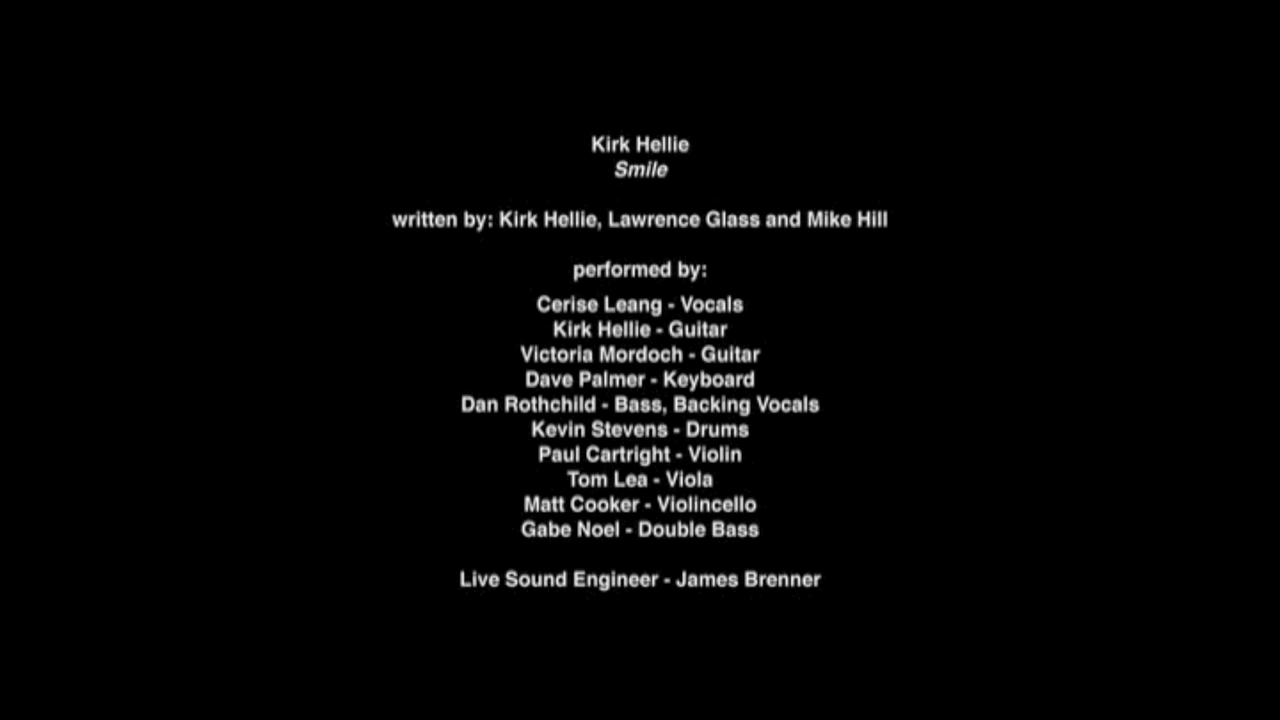 Kirk Hellie
Smile
written by: Kirk Hellie, Lawrence Glass and Mike Hill
performed by:
Cerise Leang - Vocals
Kirk Hellie - Guitar
Victoria Mordoch - Guitar
Dave Palmer - Keyboard
Dan Rothchild - Bass, Backing Vocals
Kevin Stevens - Drums
Paul Cartright - Violin
Tom Lea - Viola
Matt Cooker - Violincello
Gabe Noel - Double Bass
Live Sound Engineer - James Brenner